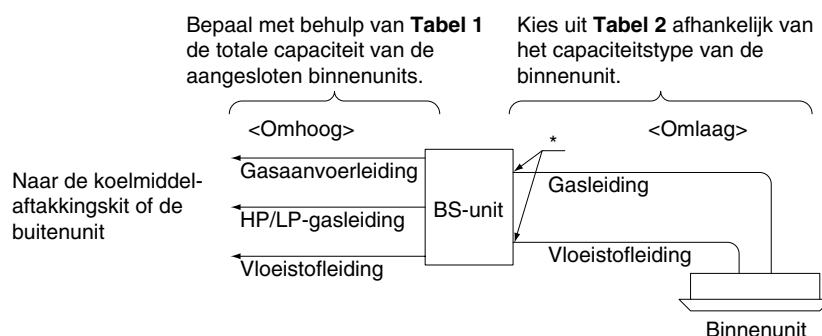 Bepaal met behulp van Tabel 1
de totale capaciteit van de
aangesloten binnenunits.
Kies uit Tabel 2 afhankelijk van
het capaciteitstype van de
binnenunit.
<Omhoog>
*
<Omlaag>
Naar de koelmiddel-
aftakkingskit of de
buitenunit
Gasaanvoerleiding
HP/LP-gasleiding
Vloeistofleiding
BS-unit
Gasleiding
Vloeistofleiding
Binnenunit